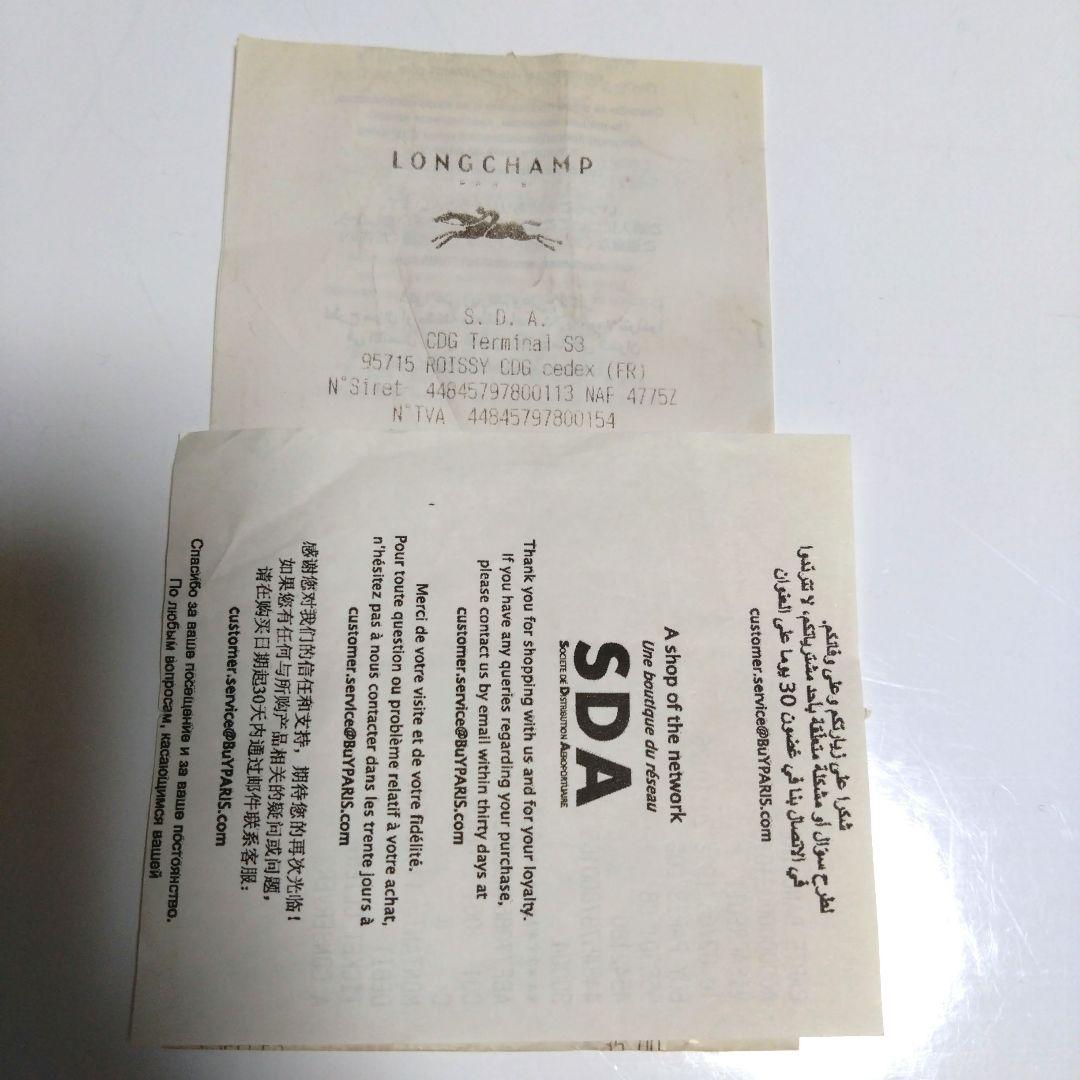 LONGCHAMP
PARIS
S. D. A.
CDG Terminal S3
95715 ROISSY CDG cedex (FR)
N°Siret 44845797800113 NAF 4775Z
N°TVA 44845797800154
شكرا على زيارتكم وعلى وفائكم.
لطرح سؤال أو مشكلة متعلقة بأحد مشترياتكم، لا تترددوا
في الاتصال بنا في غضون 30 يوما على العنوان
customer.service@BuYPARIS.com
A shop of the network
Une boutique du réseau
SDA
SOCIÉTÉ DE DISTRIBUTION AÉROPORTUAIRE
Thank you for shopping with us and for your loyalty.
If you have any queries regarding your purchase,
please contact us by email within thirty days at
customer.service@BuYPARIS.com
Merci de votre visite et de votre fidélité.
Pour toute question ou problème relatif à votre achat,
n'hésitez pas à nous contacter dans les trente jours à
customer.service@BuYPARIS.com
感谢您对我们的信任和支持，期待您的再次光临！
如果您有任何与所购产品相关的疑问或问题，
请在购买日期起30天内通过邮件联系客服：
customer.service@BuYPARIS.com
Спасибо за ваше посещение и за ваше постоянство.
По любым вопросам, касающимся вашей